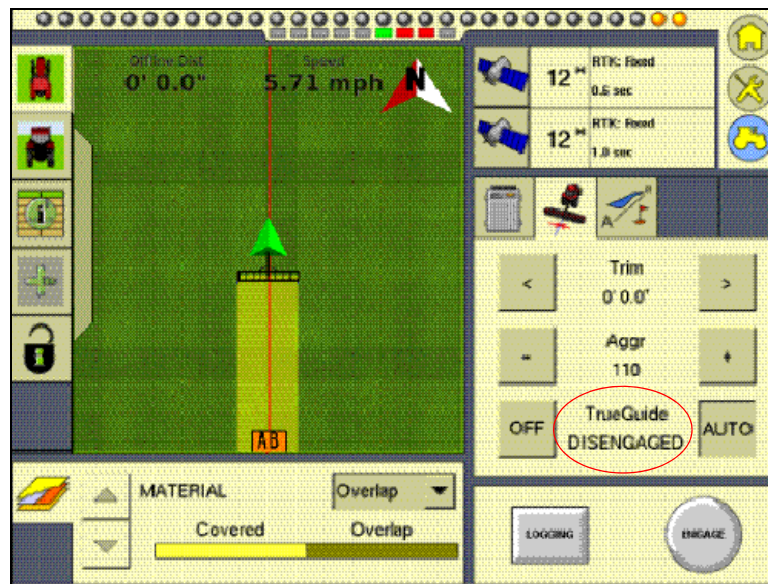 Offline Dist
Speed
0' 0.0"
5.71 mph
N
12
RTK: Fixed
0.6 sec
12
RTK: Fixed
1.0 sec
A
B
Trim
< 0' 0.0" >
Aggr
- 110 +
TrueGuide
OFF DISENGAGED AUTO
AB
MATERIAL
Overlap
Covered
Overlap
LOGGING
ENGAGE